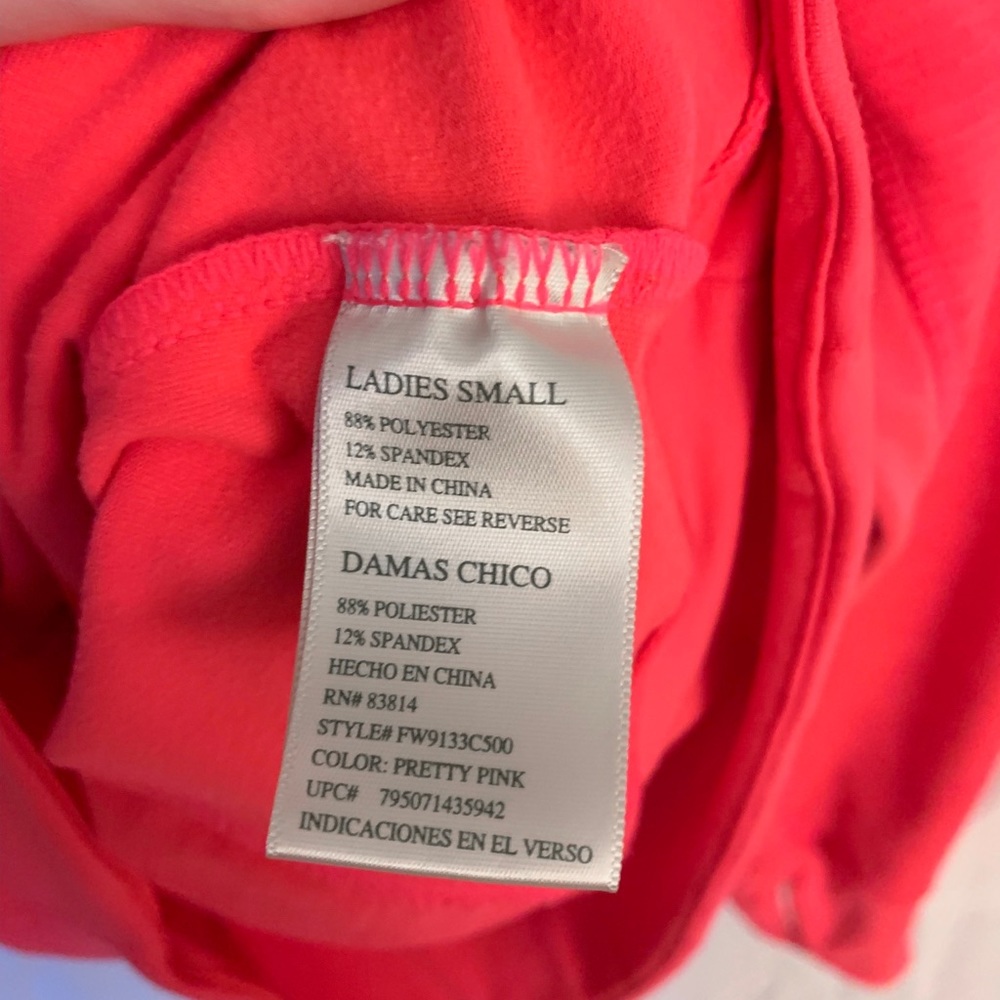 LADIES SMALL
88% POLYESTER
12% SPANDEX
MADE IN CHINA
FOR CARE SEE REVERSE
DAMAS CHICO
88% POLIESTER
12% SPANDEX
HECHO EN CHINA
RN# 83814
STYLE# FW9133C500
COLOR: PRETTY PINK
UPC# 795071435942
INDICACIONES EN EL VERSO